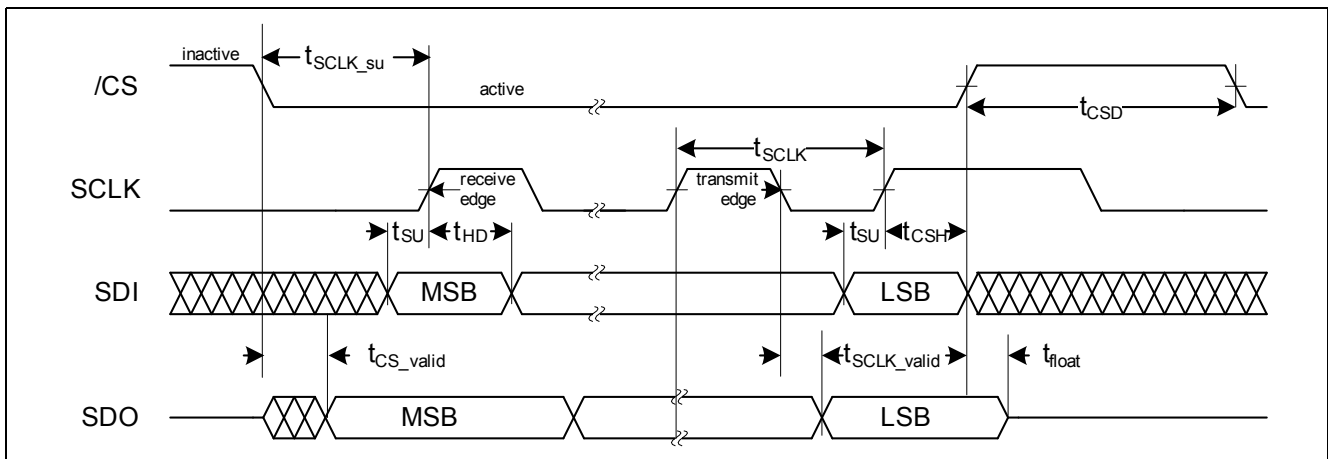 inactive
tSCLK_su
/CS
active
tCSD
tSCLK
SCLK
receive
edge
transmit
edge
tSU
tHD
tSU
tCSH
SDI
MSB
LSB
tCS_valid
tSCLK_valid
tfloat
SDO
MSB
LSB